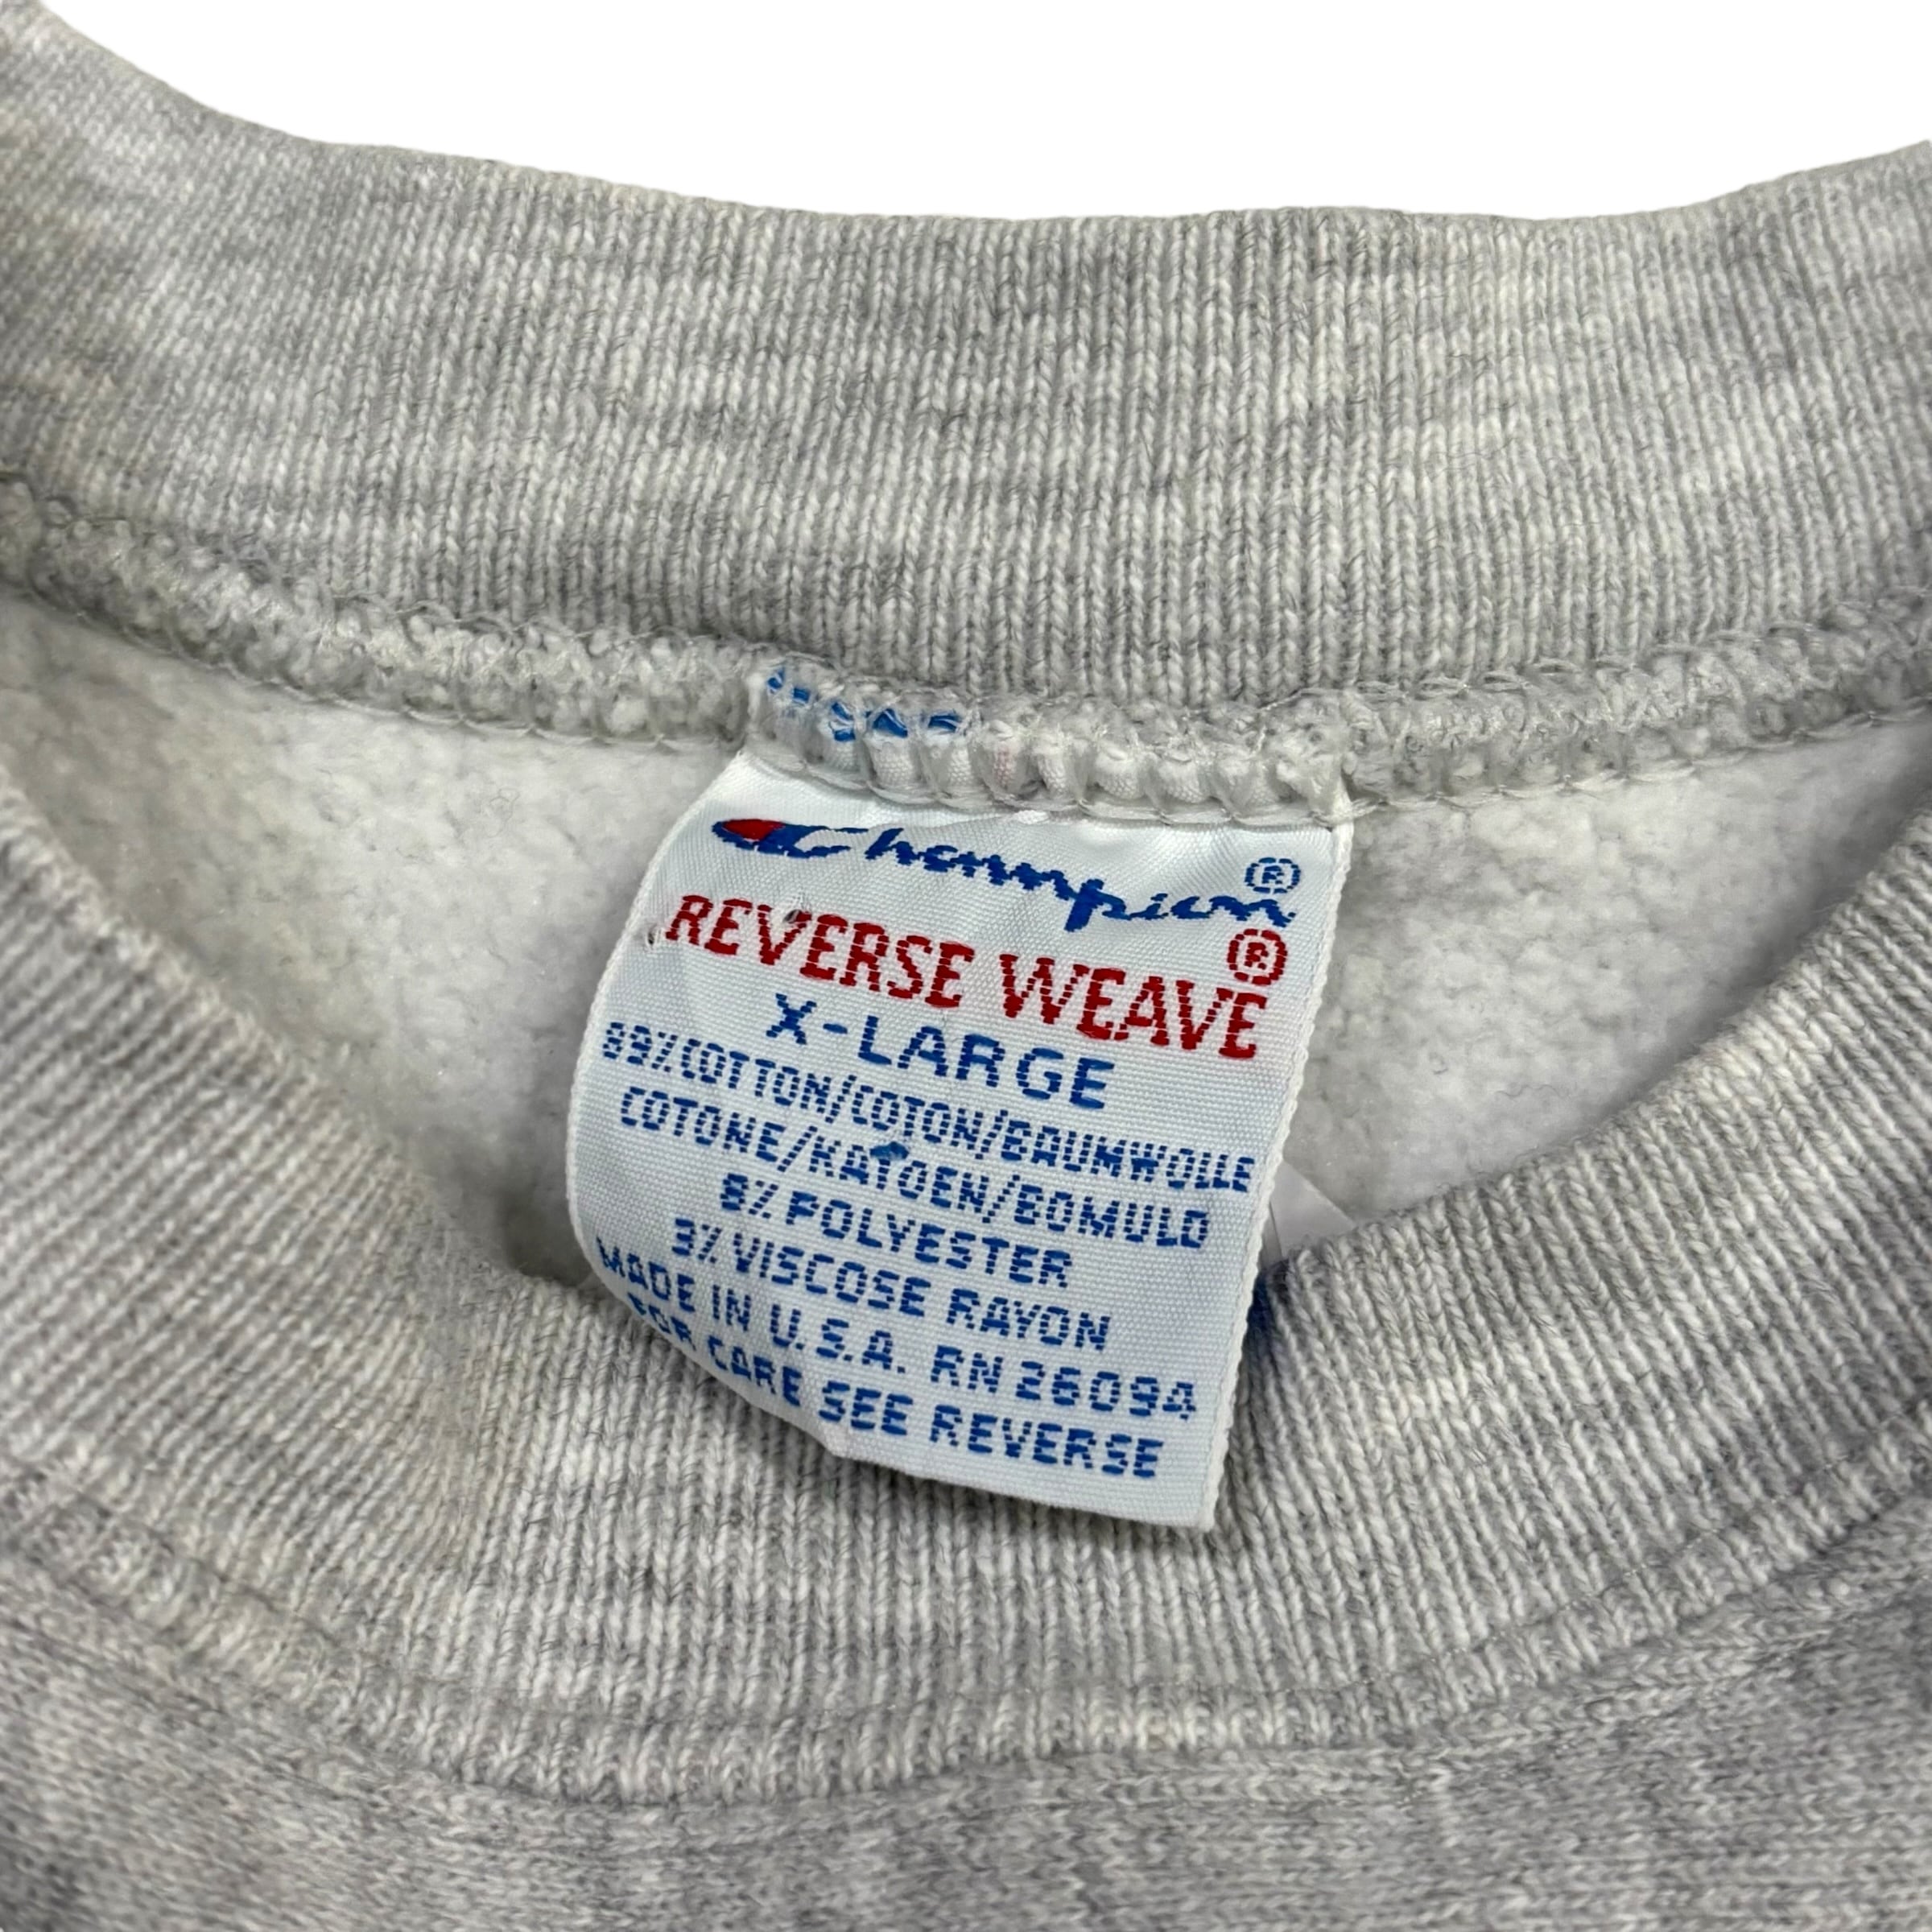 Champion®
REVERSE WEAVE®
X-LARGE
89% COTTON/COTON/BAUMWOLLE
COTONE/KATOEN/BOMULD
8% POLYESTER
3% VISCOSE RAYON
MADE IN U.S.A. RN 26094
FOR CARE SEE REVERSE